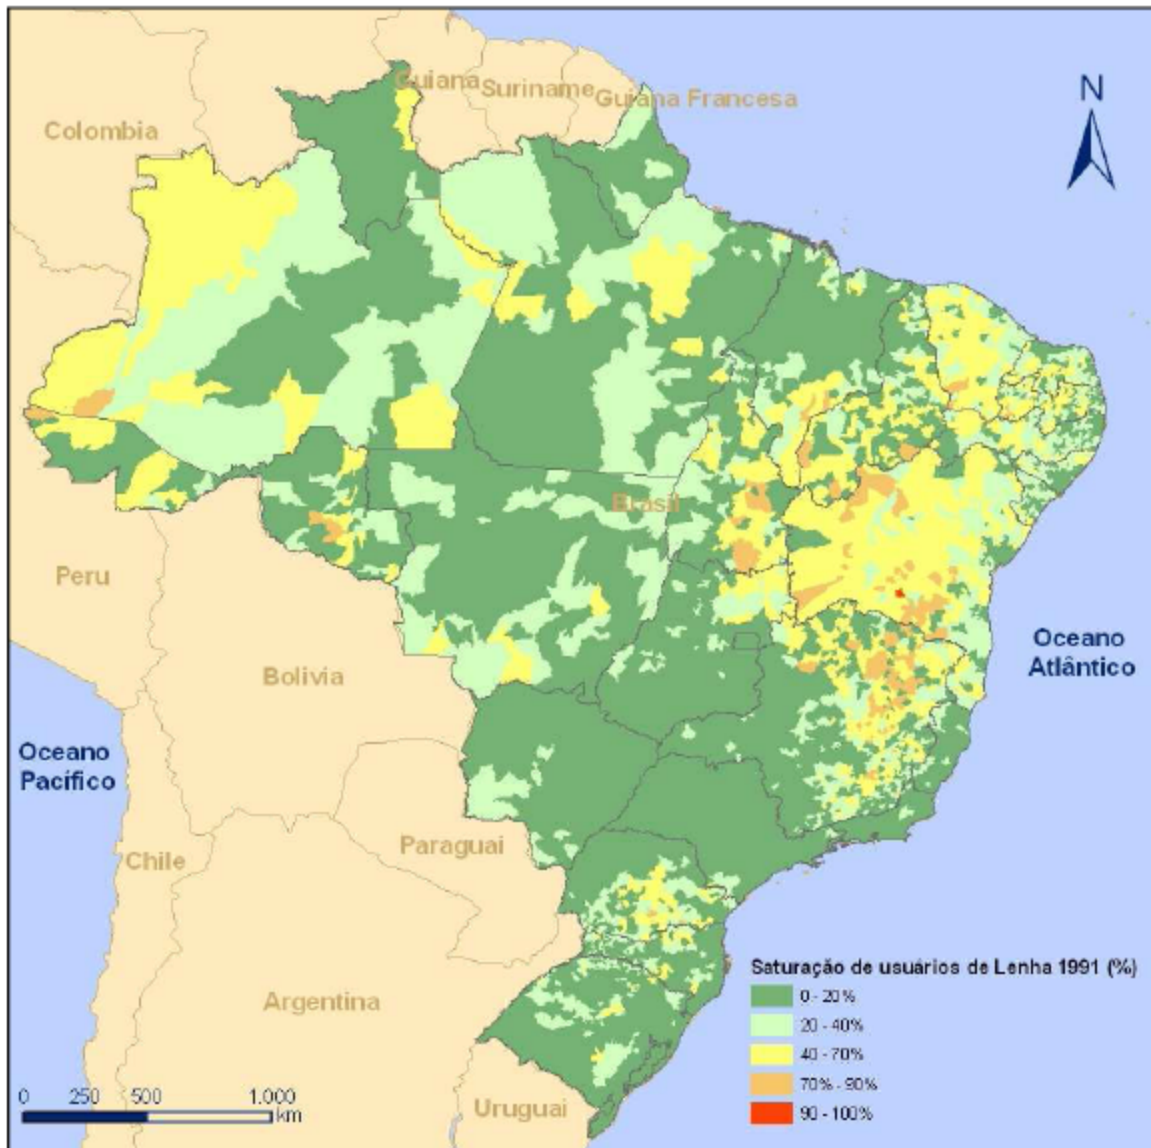 Guiana
Suriname
Guiana Francesa
Colombia
N
Brasil
Peru
Bolivia
Oceano
Atlântico
Oceano
Pacífico
Paraguai
Chile
Argentina
Uruguai
Saturação de usuários de Lenha 1991 (%)
0 - 20%
20 - 40%
40 - 70%
70% - 90%
90 - 100%
0 250 500 1.000
km